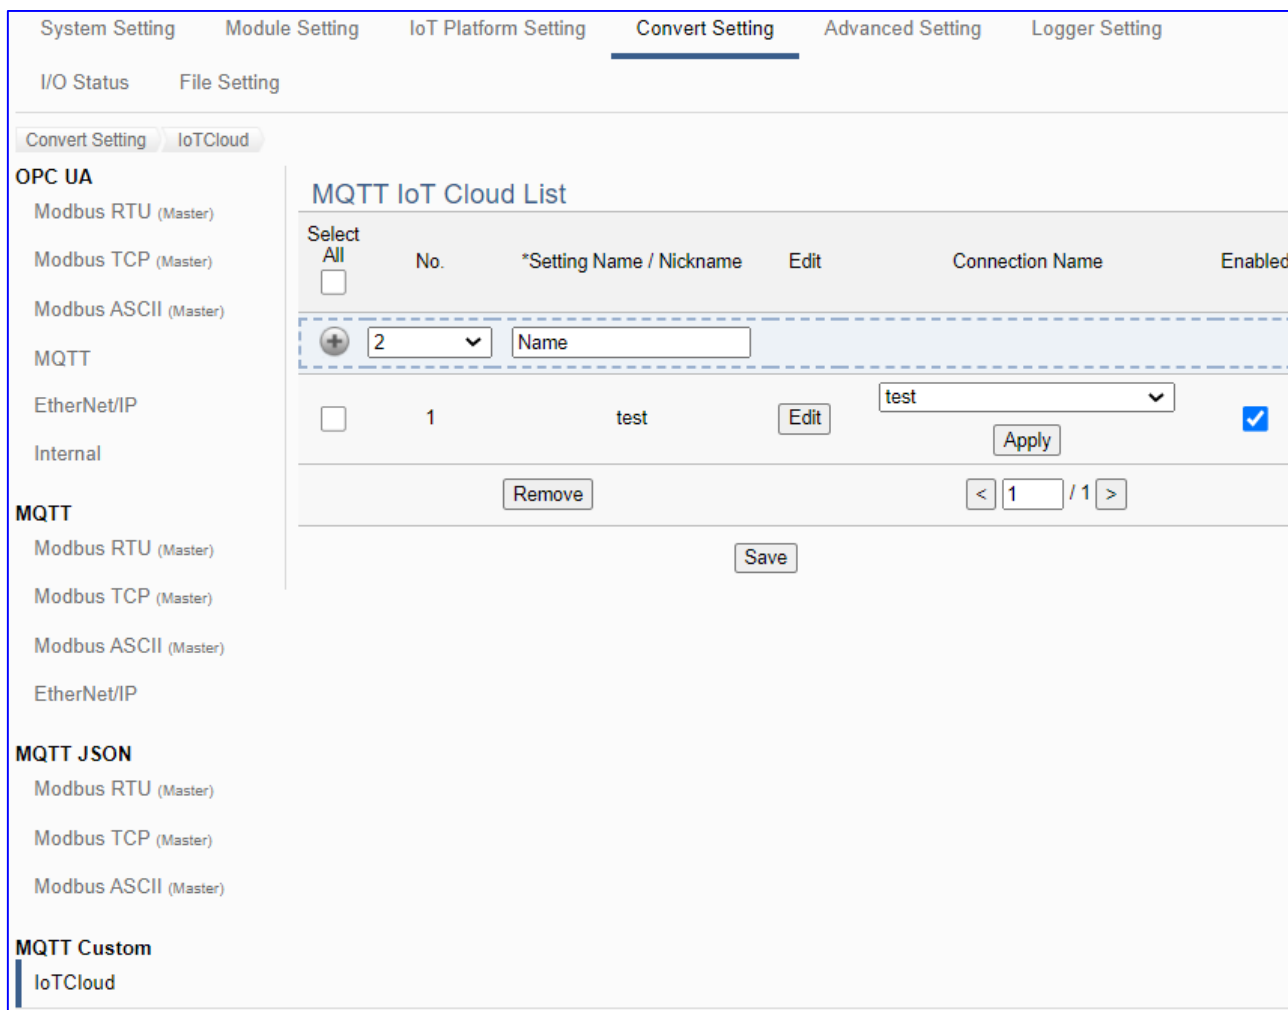 System Setting Module Setting IoT Platform Setting Convert Setting Advanced Setting Logger Setting
I/O Status File Setting
Convert Setting IoTCloud
OPC UA
Modbus RTU (Master)
Modbus TCP (Master)
Modbus ASCII (Master)
MQTT
EtherNet/IP
Internal
MQTT
Modbus RTU (Master)
Modbus TCP (Master)
Modbus ASCII (Master)
EtherNet/IP
MQTT JSON
Modbus RTU (Master)
Modbus TCP (Master)
Modbus ASCII (Master)
MQTT Custom
IoTCloud
MQTT IoT Cloud List
Select
All
No. *Setting Name / Nickname Edit Connection Name Enabled
2 Name
1 test Edit test
Apply
Remove < 1 / 1 >
Save